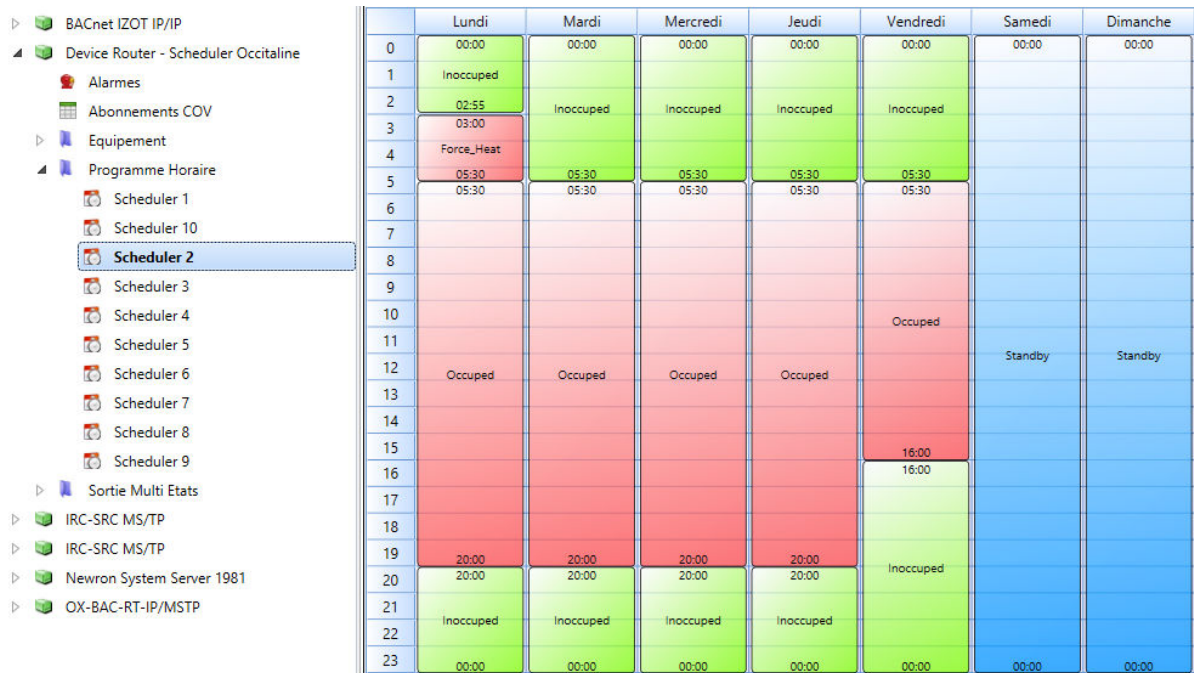 BACnet IZOT IP/IP
Device Router - Scheduler Occitaline
Alarmes
Abonnements COV
Equipement
Programme Horaire
Scheduler 1
Scheduler 10
Scheduler 2
Scheduler 3
Scheduler 4
Scheduler 5
Scheduler 6
Scheduler 7
Scheduler 8
Scheduler 9
Sortie Multi Etats
IRC-SRC MS/TP
IRC-SRC MS/TP
Newron System Server 1981
OX-BAC-RT-IP/MSTP
Lundi Mardi Mercredi Jeudi Vendredi Samedi Dimanche
0 00:00 00:00 00:00 00:00 00:00 00:00 00:00
1 Inoccuped
2 02:55 Inoccuped Inoccuped Inoccuped Inoccuped
3 03:00
4 Force_Heat
05:30 05:30 05:30 05:30 05:30
5 05:30 05:30 05:30 05:30 05:30
6
7
8
9
10 Occuped
11 Standby Standby
12 Occuped Occuped Occuped Occuped
13
14
15 16:00
16 16:00
17
18
19 20:00 20:00 20:00 20:00 Inoccuped
20 20:00 20:00 20:00 20:00
21 Inoccuped Inoccuped Inoccuped Inoccuped
22
23 00:00 00:00 00:00 00:00 00:00 00:00 00:00